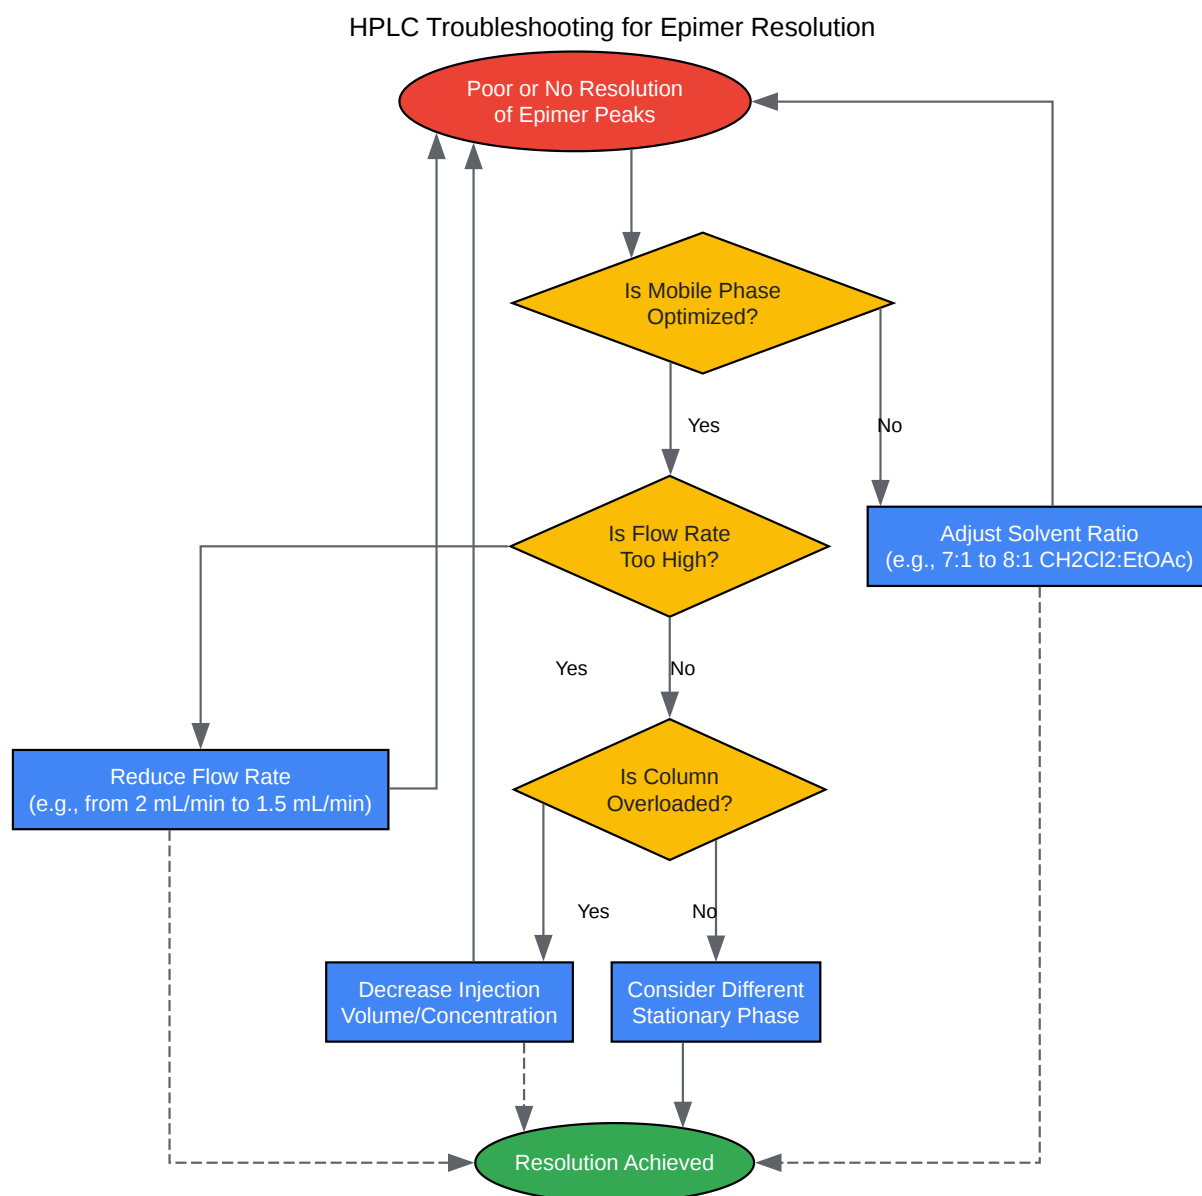 HPLC Troubleshooting for Epimer Resolution
Poor or No Resolution
of Epimer Peaks
Is Mobile Phase
Optimized?
Yes
No
Is Flow Rate
Too High?
Adjust Solvent Ratio
(e.g., 7:1 to 8:1 CH2Cl2:EtOAc)
Yes
No
Reduce Flow Rate
(e.g., from 2 mL/min to 1.5 mL/min)
Is Column
Overloaded?
Yes
No
Decrease Injection
Volume/Concentration
Consider Different
Stationary Phase
Resolution Achieved